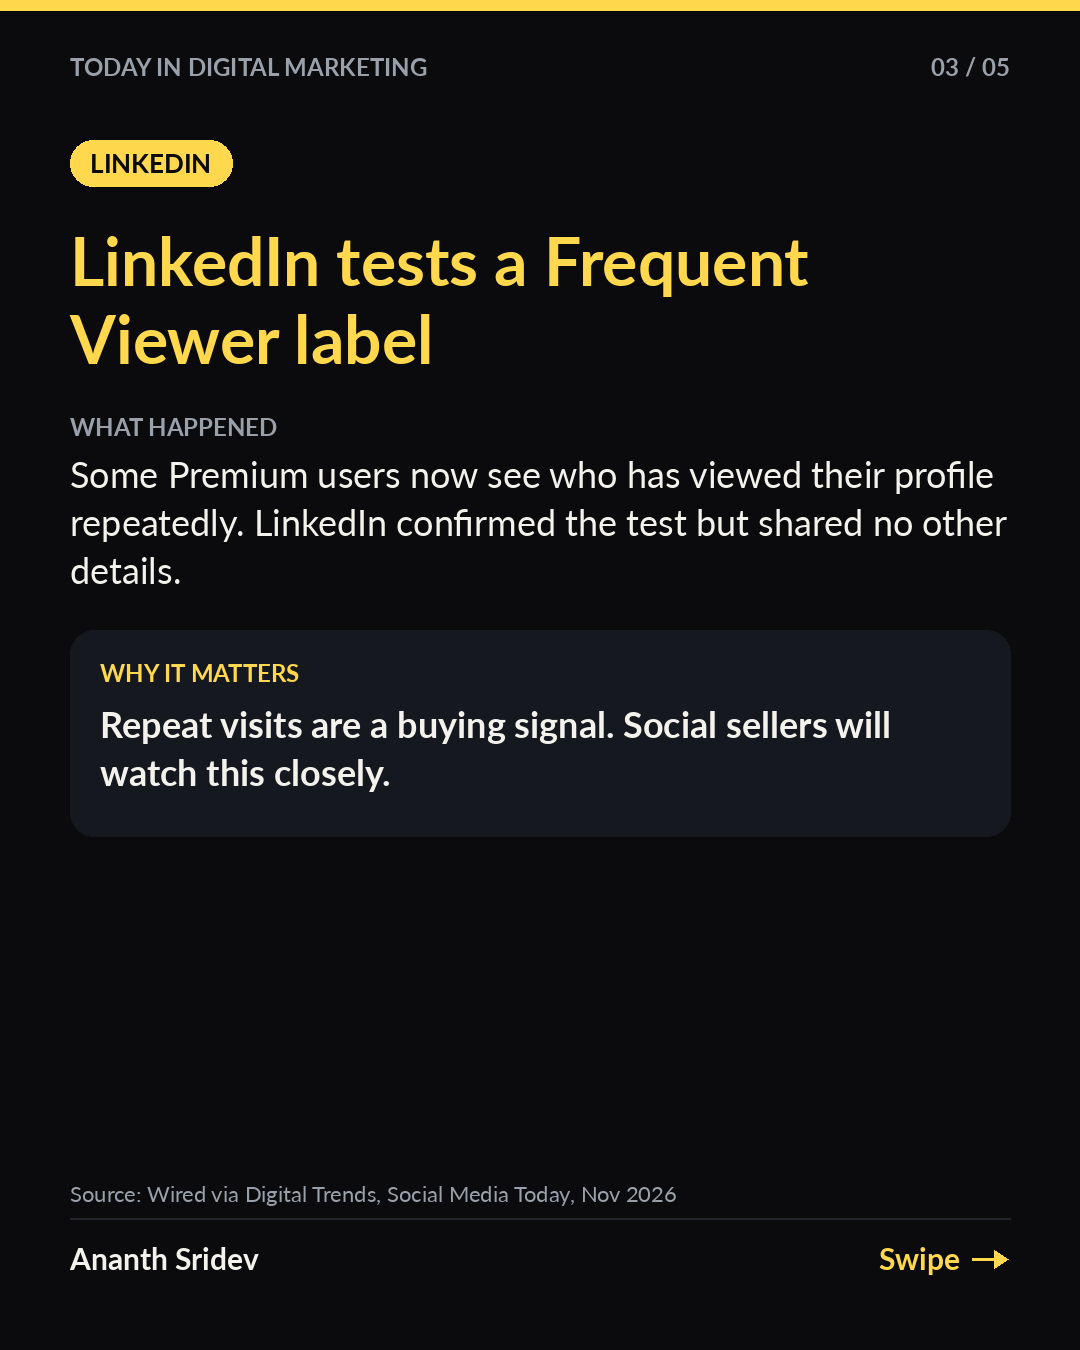 TODAY IN DIGITAL MARKETING
03 / 05
LINKEDIN
LinkedIn tests a Frequent
Viewer label
WHAT HAPPENED
Some Premium users now see who has viewed their profile
repeatedly. LinkedIn confirmed the test but shared no other
details.
WHY IT MATTERS
Repeat visits are a buying signal. Social sellers will
watch this closely.
Source: Wired via Digital Trends, Social Media Today, Nov 2026
Ananth Sridev
Swipe →